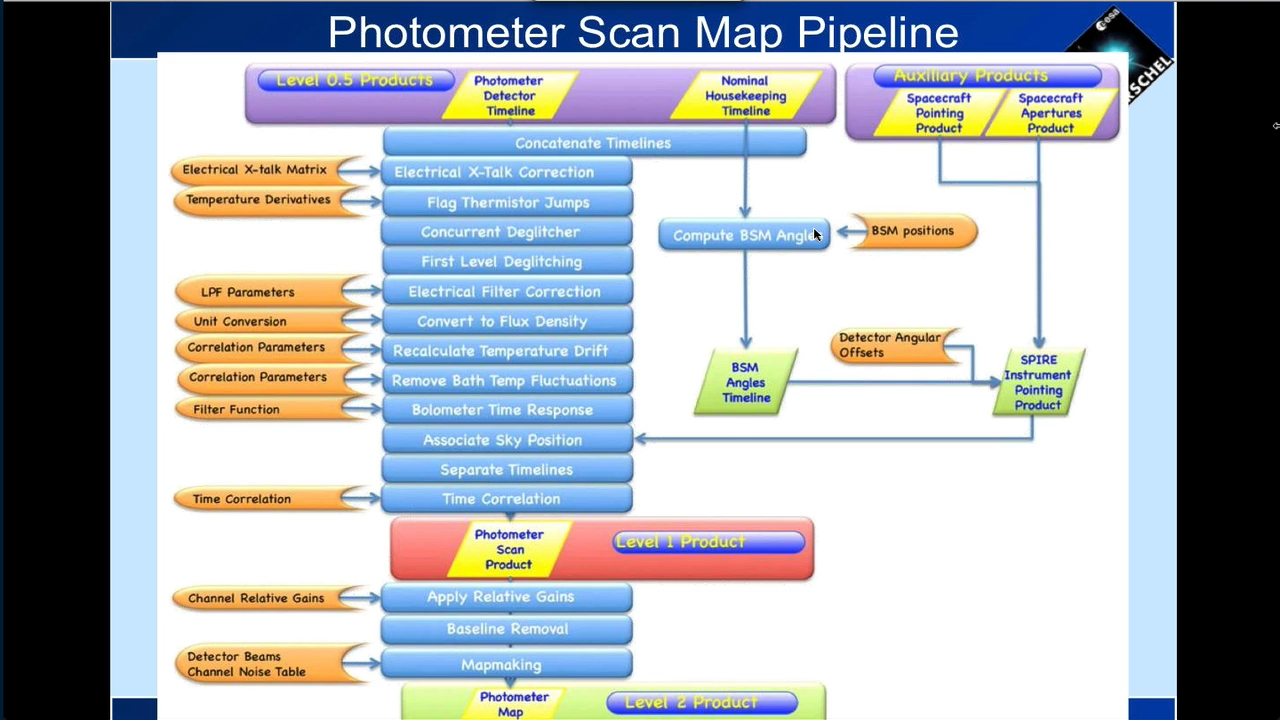 Photometer Scan Map Pipeline
esa
HERSCHEL
Level 0.5 Products
Photometer
Detector
Timeline
Nominal
Housekeeping
Timeline
Auxiliary Products
Spacecraft
Pointing
Product
Spacecraft
Apertures
Product
Concatenate Timelines
Electrical X-talk Matrix
Electrical X-Talk Correction
Temperature Derivatives
Flag Thermistor Jumps
Concurrent Deglitcher
Compute BSM Angles
BSM positions
First Level Deglitching
LPF Parameters
Electrical Filter Correction
Unit Conversion
Convert to Flux Density
Correlation Parameters
Recalculate Temperature Drift
Detector Angular
Offsets
Correlation Parameters
Remove Bath Temp Fluctuations
BSM
Angles
Timeline
SPIRE
Instrument
Pointing
Product
Filter Function
Bolometer Time Response
Associate Sky Position
Separate Timelines
Time Correlation
Time Correlation
Photometer
Scan
Product
Level 1 Product
Channel Relative Gains
Apply Relative Gains
Baseline Removal
Detector Beams
Channel Noise Table
Mapmaking
Photometer
Map
Level 2 Product